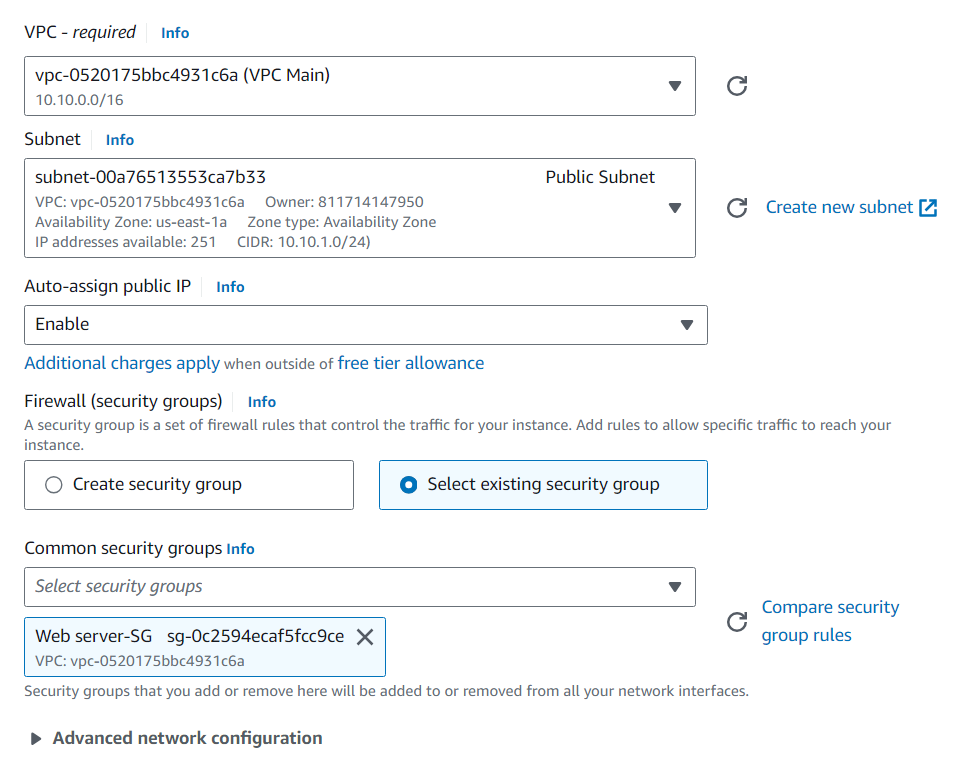 VPC - required Info
vpc-0520175bbc4931c6a (VPC Main)
10.10.0.0/16
Subnet Info
subnet-00a76513553ca7b33 Public Subnet
VPC: vpc-0520175bbc4931c6a Owner: 811714147950
Availability Zone: us-east-1a Zone type: Availability Zone
IP addresses available: 251 CIDR: 10.10.1.0/24)
Create new subnet
Auto-assign public IP Info
Enable
Additional charges apply when outside of free tier allowance
Firewall (security groups) Info
A security group is a set of firewall rules that control the traffic for your instance. Add rules to allow specific traffic to reach your
instance.
Create security group Select existing security group
Common security groups Info
Select security groups
Web server-SG sg-0c2594ecaf5fcc9ce
VPC: vpc-0520175bbc4931c6a
Compare security
group rules
Security groups that you add or remove here will be added to or removed from all your network interfaces.
Advanced network configuration